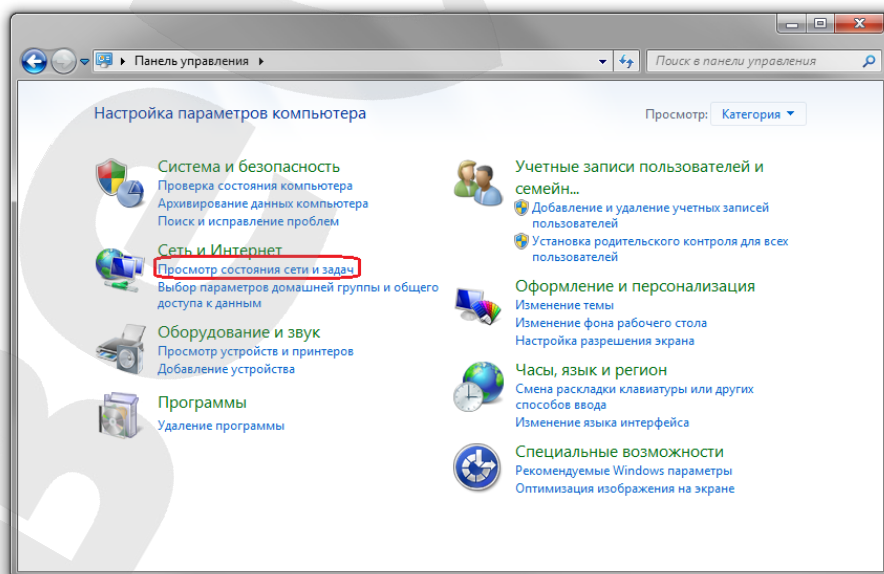 Панель управления
Поиск в панели управления
Настройка параметров компьютера
Просмотр: Категория
Система и безопасность
Проверка состояния компьютера
Архивирование данных компьютера
Поиск и исправление проблем
Сеть и Интернет
Просмотр состояния сети и задач
Выбор параметров домашней группы и общего
доступа к данным
Оборудование и звук
Просмотр устройств и принтеров
Добавление устройства
Программы
Удаление программы
Учетные записи пользователей и
семейн...
Добавление и удаление учетных записей
пользователей
Установка родительского контроля для всех
пользователей
Оформление и персонализация
Изменение темы
Изменение фона рабочего стола
Настройка разрешения экрана
Часы, язык и регион
Смена раскладки клавиатуры или других
способов ввода
Изменение языка интерфейса
Специальные возможности
Рекомендуемые Windows параметры
Оптимизация изображения на экране